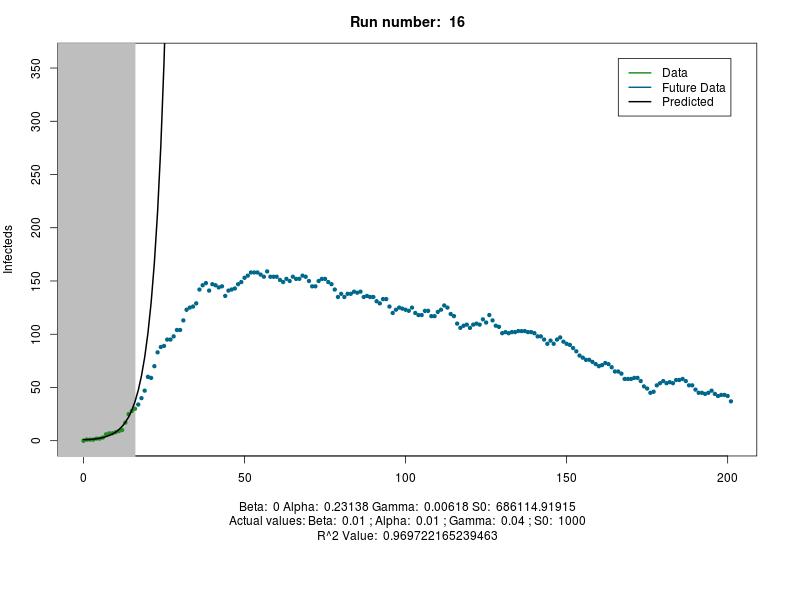 Run number: 16
350
300
250
200
150
100
50
0
Infecteds
Data
Future Data
Predicted
0 50 100 150 200
Beta: 0 Alpha: 0.23138 Gamma: 0.00618 S0: 686114.91915
Actual values: Beta: 0.01 ; Alpha: 0.01 ; Gamma: 0.04 ; S0: 1000
R^2 Value: 0.969722165239463